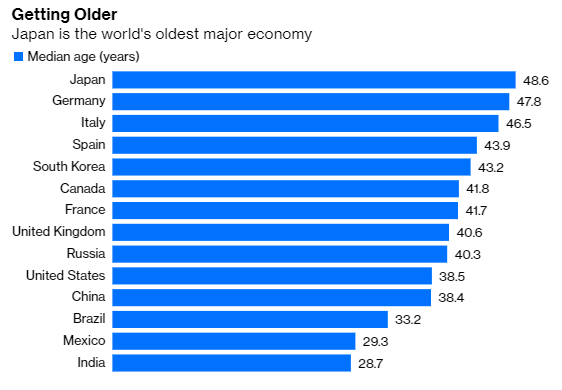 Getting Older
Japan is the world's oldest major economy
Median age (years)
Japan 48.6
Germany 47.8
Italy 46.5
Spain 43.9
South Korea 43.2
Canada 41.8
France 41.7
United Kingdom 40.6
Russia 40.3
United States 38.5
China 38.4
Brazil 33.2
Mexico 29.3
India 28.7